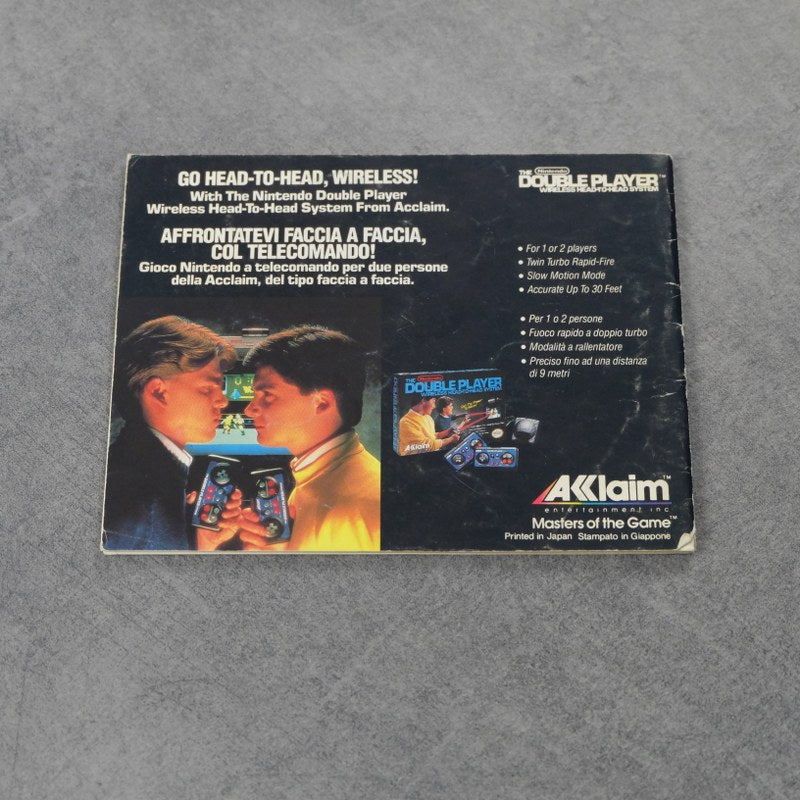 GO HEAD-TO-HEAD, WIRELESS!
With The Nintendo Double Player
Wireless Head-To-Head System From Acclaim.
AFFRONTATEVI FACCIA A FACCIA,
COL TELECOMANDO!
Gioco Nintendo a telecomando per due persone
della Acclaim, del tipo faccia a faccia.
THE Nintendo
DOUBLE PLAYER™
WIRELESS HEAD-TO-HEAD SYSTEM
• For 1 or 2 players
• Twin Turbo Rapid-Fire
• Slow Motion Mode
• Accurate Up To 30 Feet
• Per 1 o 2 persone
• Fuoco rapido a doppio turbo
• Modalità a rallentatore
• Preciso fino ad una distanza
di 9 metri
THE Nintendo
DOUBLE PLAYER
WIRELESS HEAD-TO-HEAD SYSTEM
Akklaim
Akklaim™
entertainment inc
Masters of the Game™
Printed in Japan Stampato in Giappone